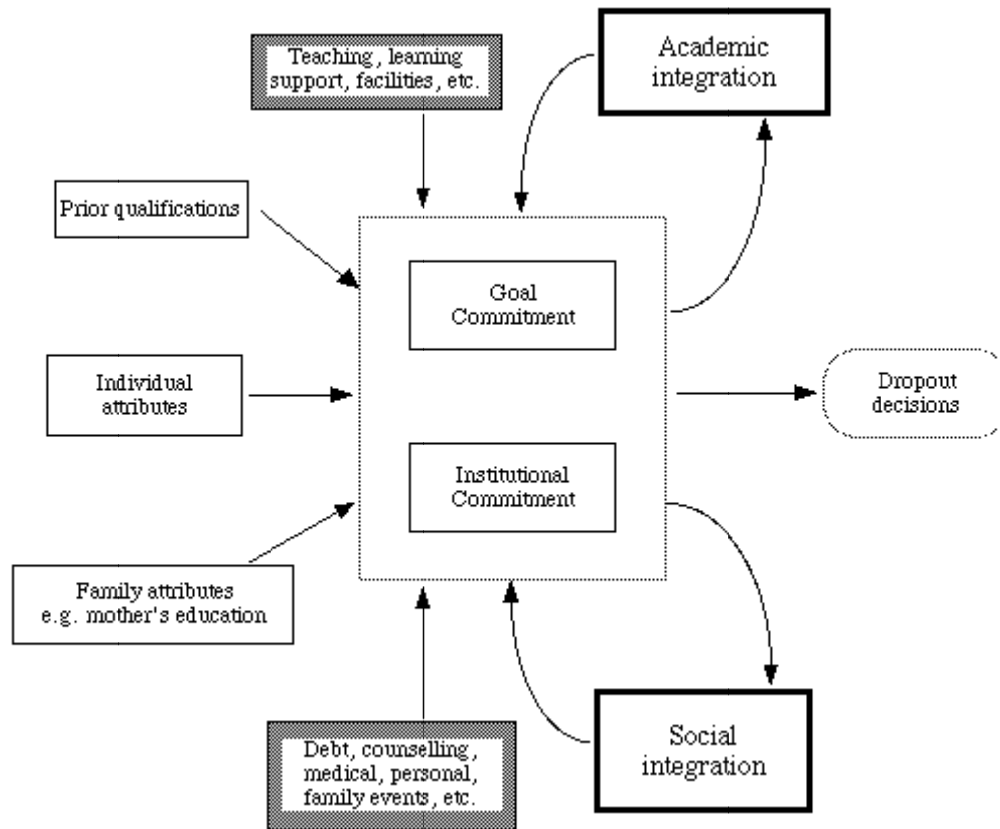 Teaching, learning
support, facilities, etc.
Academic
integration
Prior qualifications
Goal
Commitment
Individual
attributes
Dropout
decisions
Institutional
Commitment
Family attributes
e.g. mother's education
Debt, counselling,
medical, personal,
family events, etc.
Social
integration